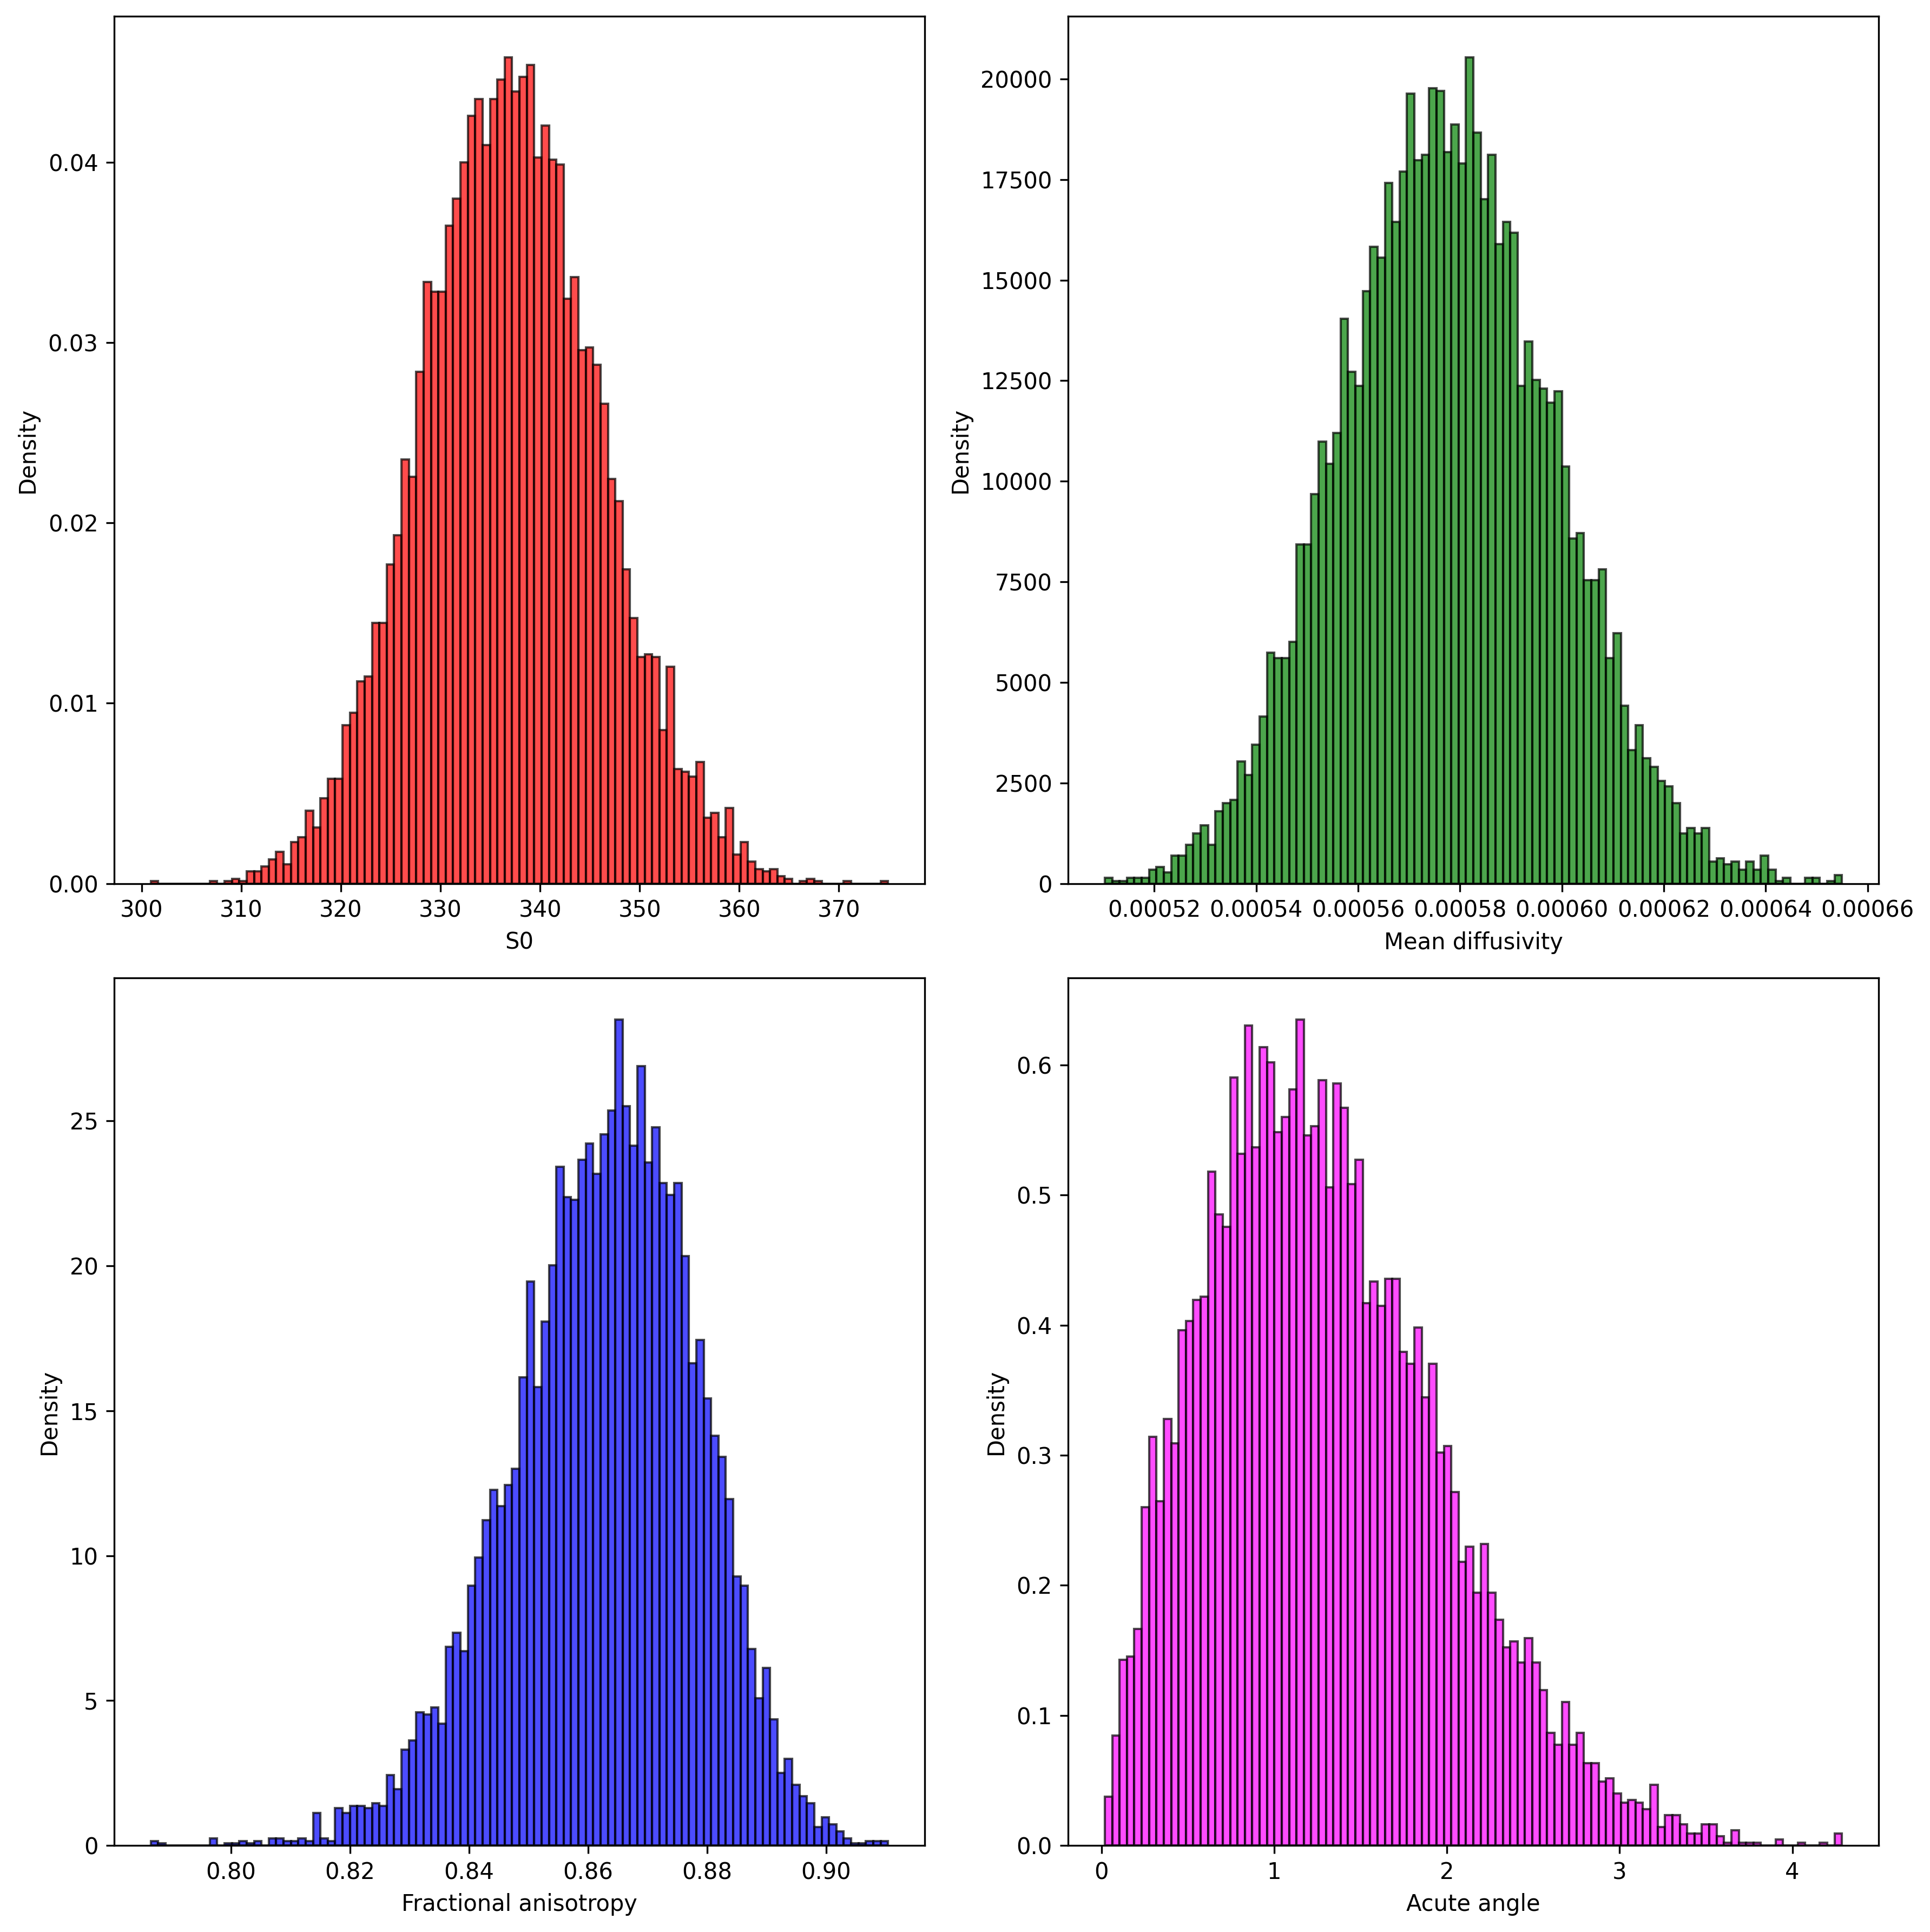 Density
0.04
0.03
0.02
0.01
0.00
300 310 320 330 340 350 360 370
S0
Density
20000
17500
15000
12500
10000
7500
5000
2500
0
0.00052 0.00054 0.00056 0.00058 0.00060 0.00062 0.00064 0.00066
Mean diffusivity
Density
25
20
15
10
5
0
0.80 0.82 0.84 0.86 0.88 0.90
Fractional anisotropy
Density
0.6
0.5
0.4
0.3
0.2
0.1
0.0
0 1 2 3 4
Acute angle